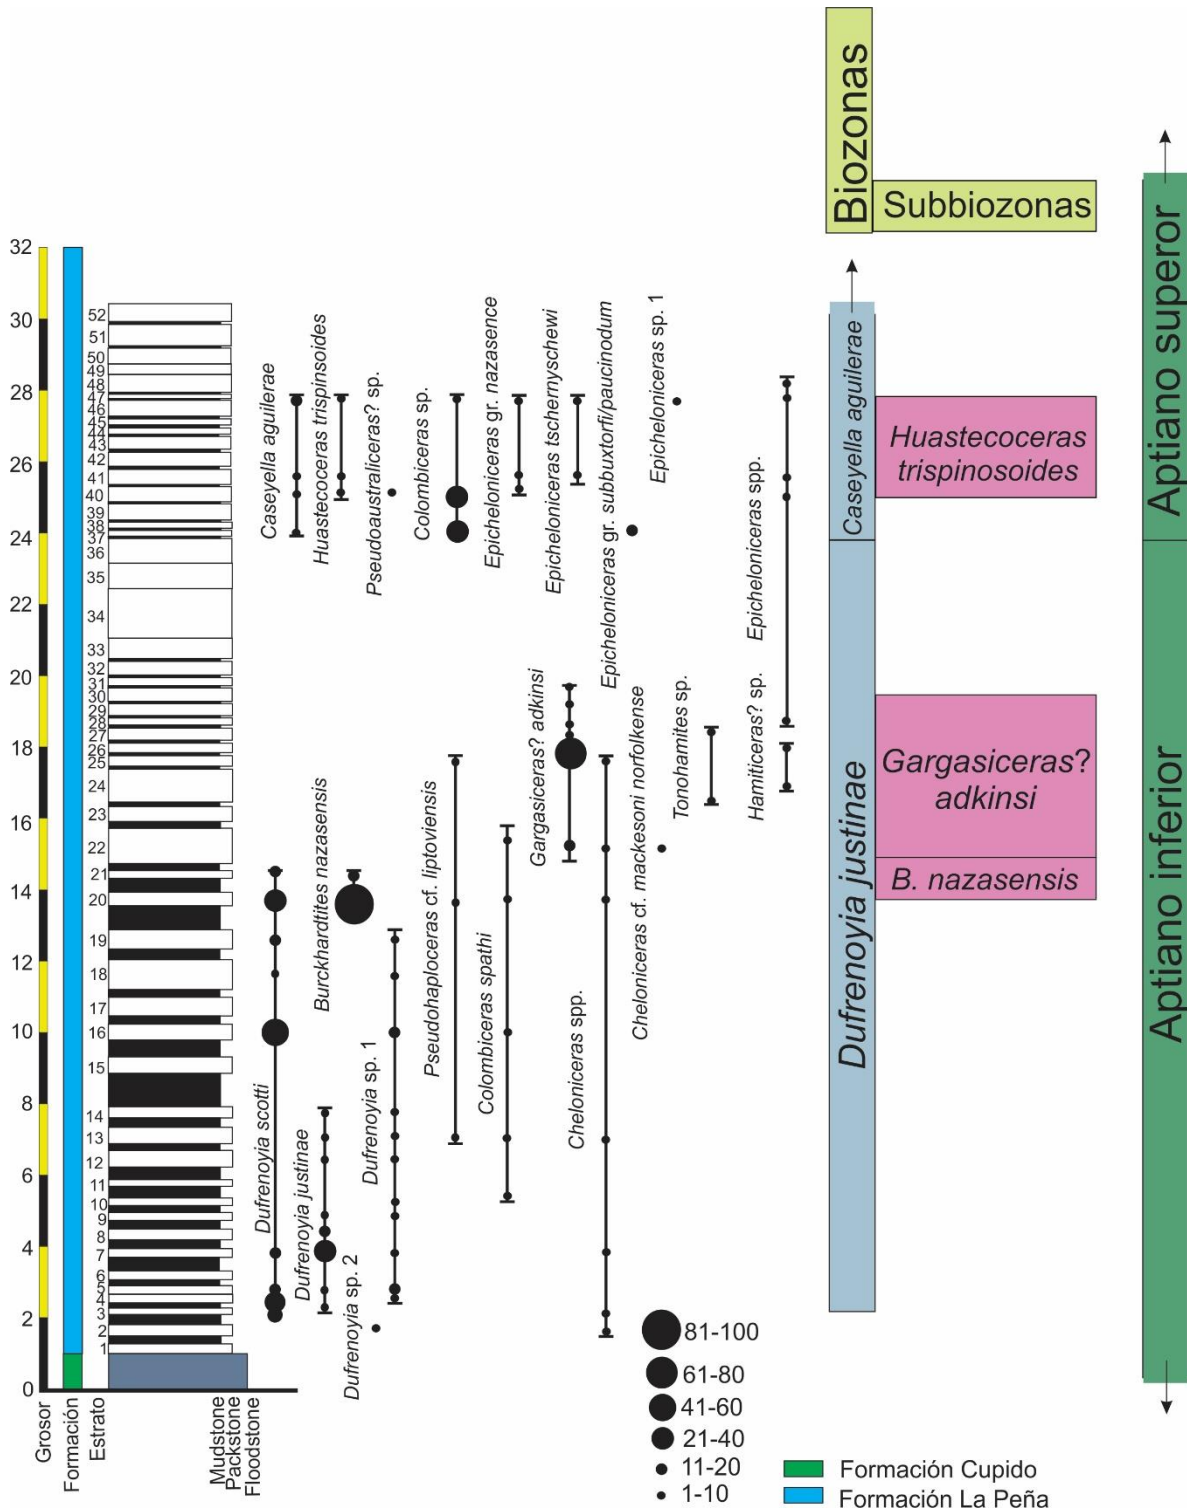 Biozonas
Subbiozonas
Aptiano superor
Aptiano inferior
Caseyella aguilerae
Dufrenoyia justinae
Huastecoceras
trispinosoides
Gargasiceras?
adkinsi
B. nazasensis
32
30
28
26
24
22
20
18
16
14
12
10
8
6
4
2
0
52
51
50
49
48
47
46
45
44
43
42
41
40
39
38
37
36
35
34
33
32
31
30
29
28
27
26
25
24
23
22
21
20
19
18
17
16
15
14
13
12
11
10
9
8
7
6
5
4
3
2
1
Caseyella aguilerae
Huastecoceras trispinsoides
Pseudoaustraliceras? sp.
Colombiceras sp.
Epicheloniceras gr. nazasence
Epicheloniceras tschernyschewi
Epicheloniceras gr. subbuxtorfi/paucinodum
Epicheloniceras sp. 1
Epicheloniceras spp.
Dufrenoyia scotti
Dufrenoyia justinae
Burckhardtites nazasensis
Dufrenoyia sp. 2
Dufrenoyia sp. 1
Pseudohaploceras cf. liptoviensis
Colombiceras spathi
Gargasiceras? adkinsi
Cheloniceras spp.
Cheloniceras cf. mackesoni norfolkense
Tonohamites sp.
Hamiticeras? sp.
81-100
61-80
41-60
21-40
11-20
1-10
Grosor
Formación
Estrato
Mudstone
Packstone
Floodstone
Formación Cupido
Formación La Peña